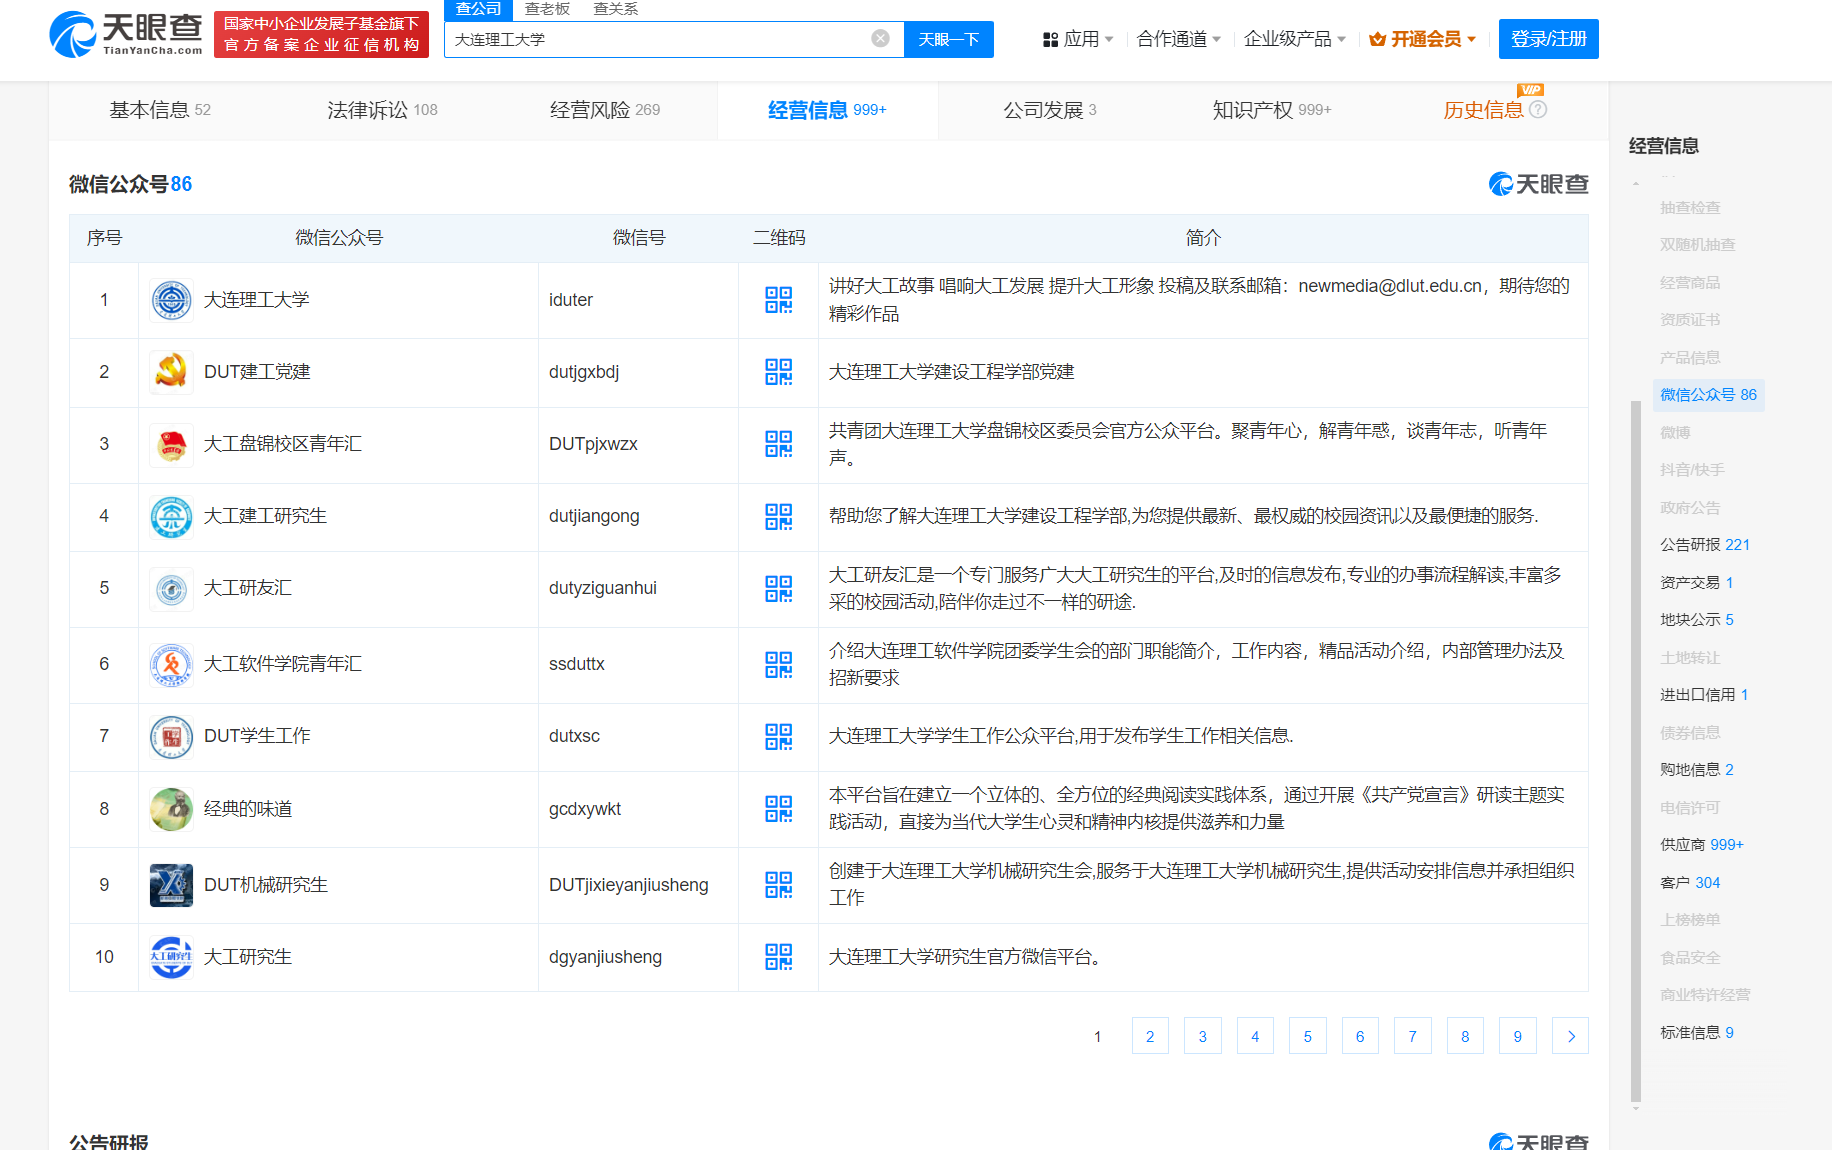 天眼查
TianYanCha.com
国家中小企业发展子基金旗下
官方备案企业征信机构
查公司 查老板 查关系
大连理工大学 天眼一下
应用 合作通道 企业级产品 开通会员 登录/注册
基本信息 52 法律诉讼 108 经营风险 269 经营信息 999+ 公司发展 3 知识产权 999+ 历史信息 VIP
微信公众号86 天眼查
序号 微信公众号 微信号 二维码 简介
1 大连理工大学 iduter 讲好大工故事 唱响大工发展 提升大工形象 投稿及联系邮箱：newmedia@dlut.edu.cn，期待您的
精彩作品
2 DUT建工党建 dutjgxbdj 大连理工大学建设工程学部党建
3 大工盘锦校区青年汇 DUTpjxwzx 共青团大连理工大学盘锦校区委员会官方公众平台。聚青年心，解青年惑，谈青年志，听青年
声。
4 大工建工研究生 dutjiangong 帮助您了解大连理工大学建设工程学部,为您提供最新、最权威的校园资讯以及最便捷的服务.
5 大工研友汇 dutyziguanhui 大工研友汇是一个专门服务广大大工研究生的平台,及时的信息发布,专业的办事流程解读,丰富多
采的校园活动,陪伴你走过不一样的研途.
6 大工软件学院青年汇 ssduttx 介绍大连理工软件学院团委学生会的部门职能简介，工作内容，精品活动介绍，内部管理办法及
招新要求
7 DUT学生工作 dutxsc 大连理工大学学生工作公众平台,用于发布学生工作相关信息.
8 经典的味道 gcdxywkt 本平台旨在建立一个立体的、全方位的经典阅读实践体系，通过开展《共产党宣言》研读主题实
践活动，直接为当代大学生心灵和精神内核提供滋养和力量
9 DUT机械研究生 DUTjixieyanjiusheng 创建于大连理工大学机械研究生会,服务于大连理工大学机械研究生,提供活动安排信息并承担组织
工作
10 大工研究生 dgyanjiusheng 大连理工大学研究生官方微信平台。
1 2 3 4 5 6 7 8 9 >
公告研报 天眼查
经营信息
抽查检查
双随机抽查
经营商品
资质证书
产品信息
微信公众号 86
微博
抖音/快手
政府公告
公告研报 221
资产交易 1
地块公示 5
土地转让
进出口信用 1
债券信息
购地信息 2
电信许可
供应商 999+
客户 304
上榜榜单
食品安全
商业特许经营
标准信息 9